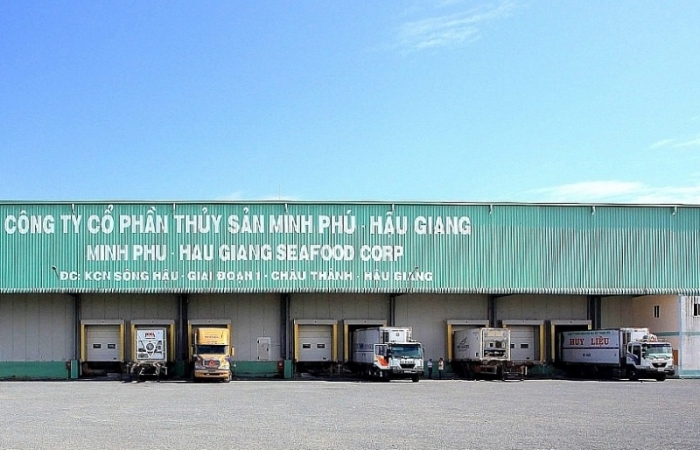 CÔNG TY CỔ PHẦN THỦY SẢN MINH PHÚ - HẬU GIANG
MINH PHU - HAU GIANG SEAFOOD CORP
ĐC: KCN SÔNG HẬU - GIAI ĐOẠN 1 - CHÂU THÀNH - HẬU GIANG
HUY LIỆU